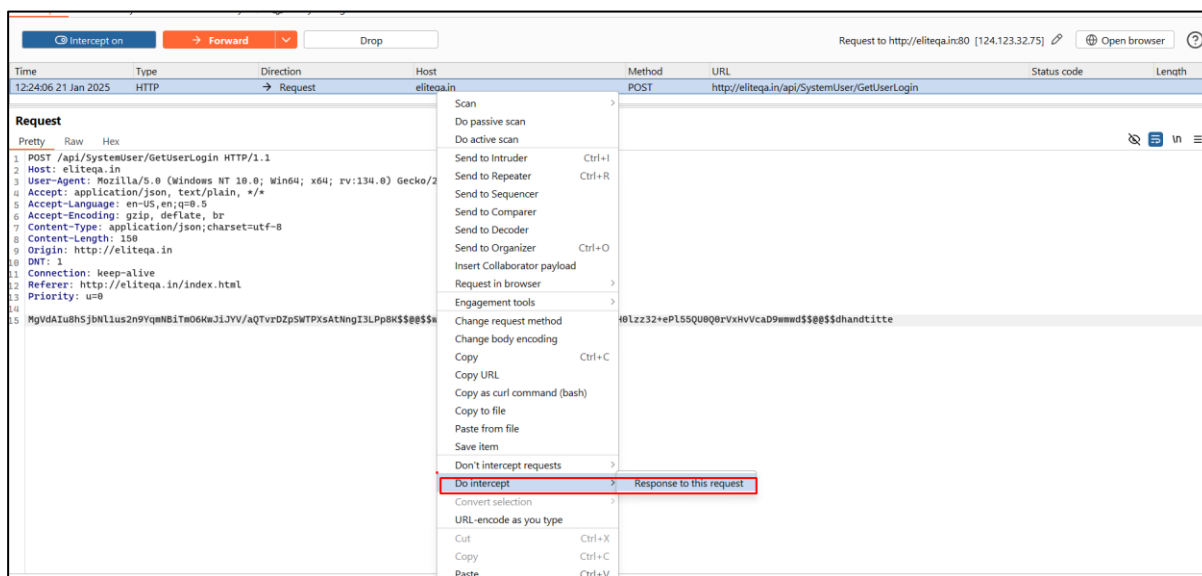 Intercept on
Forward
Drop
Request to http://eliteqa.in:80 [124.123.32.75]
Open browser
Time Type Direction Host Method URL Status code Length
12:24:06 21 Jan 2025 HTTP → Request eliteqa.in POST http://eliteqa.in/api/SystemUser/GetUserLogin
Request
Pretty Raw Hex
1 POST /api/SystemUser/GetUserLogin HTTP/1.1
2 Host: eliteqa.in
3 User-Agent: Mozilla/5.0 (Windows NT 10.0; Win64; x64; rv:134.0) Gecko/2
4 Accept: application/json, text/plain, */*
5 Accept-Language: en-US,en;q=0.5
6 Accept-Encoding: gzip, deflate, br
7 Content-Type: application/json;charset=utf-8
8 Content-Length: 150
9 Origin: http://eliteqa.in
10 DNT: 1
11 Connection: keep-alive
12 Referer: http://eliteqa.in/index.html
13 Priority: u=0
14
15
Scan
Do passive scan
Do active scan
Send to Intruder Ctrl+I
Send to Repeater Ctrl+R
Send to Sequencer
Send to Comparer
Send to Decoder
Send to Organizer Ctrl+O
Insert Collaborator payload
Request in browser
Engagement tools
Change request method
Change body encoding
Copy Ctrl+C
Copy URL
Copy as curl command (bash)
Copy to file
Paste from file
Save item
Don't intercept requests
Do intercept
Response to this request
Convert selection
URL-encode as you type
Cut Ctrl+X
Copy Ctrl+C
Paste Ctrl+V